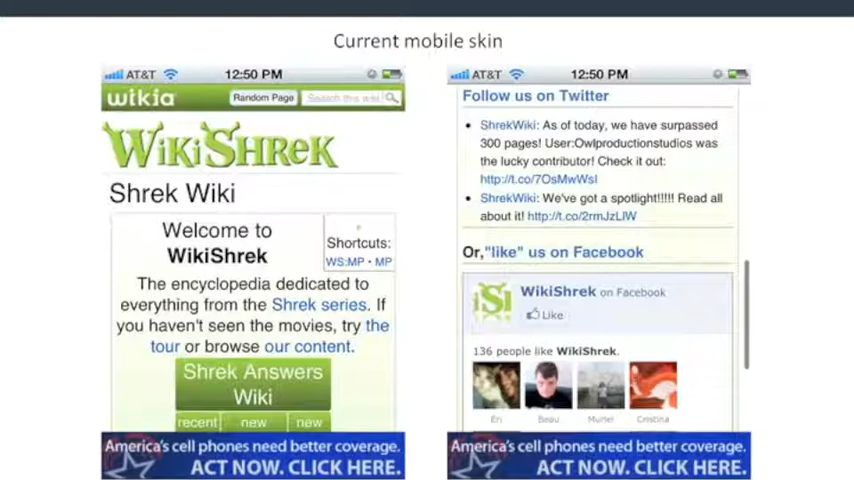 Current mobile skin
AT&T 12:50 PM
wikia Random Page Search this wiki
WikiShrek
Shrek Wiki
Welcome to
WikiShrek
Shortcuts:
WS:MP • MP
The encyclopedia dedicated to
everything from the Shrek series. If
you haven't seen the movies, try the
tour or browse our content.
Shrek Answers
Wiki
recent new new
America's cell phones need better coverage.
ACT NOW. CLICK HERE.
AT&T 12:50 PM
Follow us on Twitter
• ShrekWiki: As of today, we have surpassed
300 pages! User:Owlproductionstudios was
the lucky contributor! Check it out:
http://t.co/7OsMwWsI
• ShrekWiki: We've got a spotlight!!!!! Read all
about it! http://t.co/2rmJzLlW
Or,"like" us on Facebook
WikiShrek on Facebook
Like
136 people like WikiShrek.
Eri Beau Muriel Cristina
America's cell phones need better coverage.
ACT NOW. CLICK HERE.